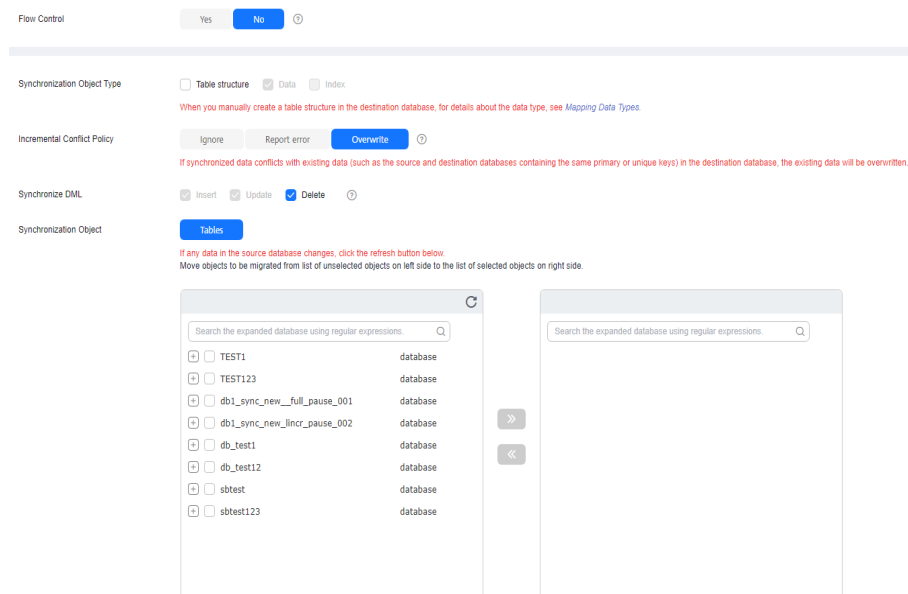 Flow Control Yes No
Synchronization Object Type Table structure Data Index
When you manually create a table structure in the destination database, for details about the data type, see Mapping Data Types.
Incremental Conflict Policy Ignore Report error Overwrite
If synchronized data conflicts with existing data (such as the source and destination databases containing the same primary or unique keys) in the destination database, the existing data will be overwritten.
Synchronize DML Insert Update Delete
Synchronization Object Tables
If any data in the source database changes, click the refresh button below.
Move objects to be migrated from list of unselected objects on left side to the list of selected objects on right side.
Search the expanded database using regular expressions. Search the expanded database using regular expressions.
TEST1 database
TEST123 database
db1_sync_new__full_pause_001 database
db1_sync_new_lincr_pause_002 database
db_test1 database
db_test12 database
sbtest database
sbtest123 database